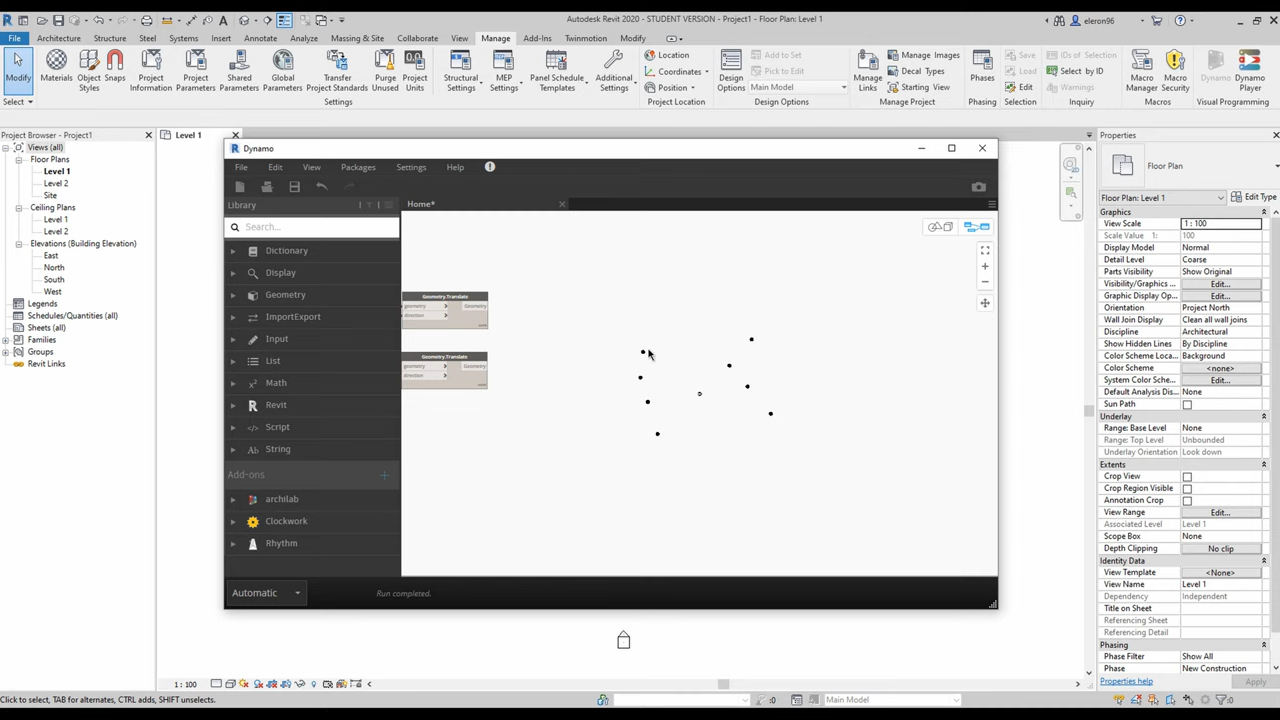 Autodesk Revit 2020 - STUDENT VERSION - Project1 - Floor Plan: Level 1
eleron96
File Architecture Structure Steel Systems Insert Annotate Analyze Massing & Site Collaborate View Manage Add-Ins Twinmotion Modify
Modify
Materials
Object Styles
Snaps
Project Information
Project Parameters
Shared Parameters
Global Parameters
Transfer Project Standards
Purge Unused
Project Units
Structural Settings
MEP Settings
Panel Schedule Templates
Additional Settings
Location
Coordinates
Position
Design Options
Add to Set
Pick to Edit
Main Model
Manage Links
Manage Images
Decal Types
Starting View
Phases
Save
Load
Edit
IDs of Selection
Select by ID
Warnings
Macro Manager
Macro Security
Dynamo
Dynamo Player
Select Settings Project Location Design Options Manage Project Phasing Selection Inquiry Macros Visual Programming
Project Browser - Project1
Views (all)
Floor Plans
Level 1
Level 2
Site
Ceiling Plans
Level 1
Level 2
Elevations (Building Elevation)
East
North
South
West
Legends
Schedules/Quantities (all)
Sheets (all)
Families
Groups
Revit Links
Level 1
Dynamo
File Edit View Packages Settings Help
Library
Home*
Search...
Dictionary
Display
Geometry
ImportExport
Input
List
Math
Revit
Script
String
Add-ons
archilab
Clockwork
Rhythm
Geometry.Translate
geometry > Geometry
direction >
Geometry.Translate
geometry > Geometry
direction >
Automatic
Run completed.
Properties
Floor Plan
Floor Plan: Level 1 Edit Type
Graphics
View Scale 1 : 100
Scale Value 1: 100
Display Model Normal
Detail Level Coarse
Parts Visibility Show Original
Visibility/Graphics ... Edit...
Graphic Display Op... Edit...
Orientation Project North
Wall Join Display Clean all wall joins
Discipline Architectural
Show Hidden Lines By Discipline
Color Scheme Loca... Background
Color Scheme <none>
System Color Sche... Edit...
Default Analysis Dis... None
Sun Path
Underlay
Range: Base Level None
Range: Top Level Unbounded
Underlay Orientation Look down
Extents
Crop View
Crop Region Visible
Annotation Crop
View Range Edit...
Associated Level Level 1
Scope Box None
Depth Clipping No clip
Identity Data
View Template <None>
View Name Level 1
Dependency Independent
Title on Sheet
Referencing Sheet
Referencing Detail
Phasing
Phase Filter Show All
Phase New Construction
Properties help Apply
1 : 100
Click to select, TAB for alternates, CTRL adds, SHIFT unselects.
:0
Main Model
:0